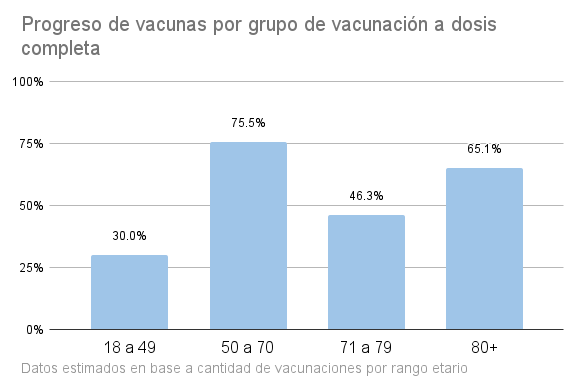 Progreso de vacunas por grupo de vacunación a dosis
completa
100%
75%
50%
25%
0%
30.0%
75.5%
46.3%
65.1%
18 a 49
50 a 70
71 a 79
80+
Datos estimados en base a cantidad de vacunaciones por rango etario